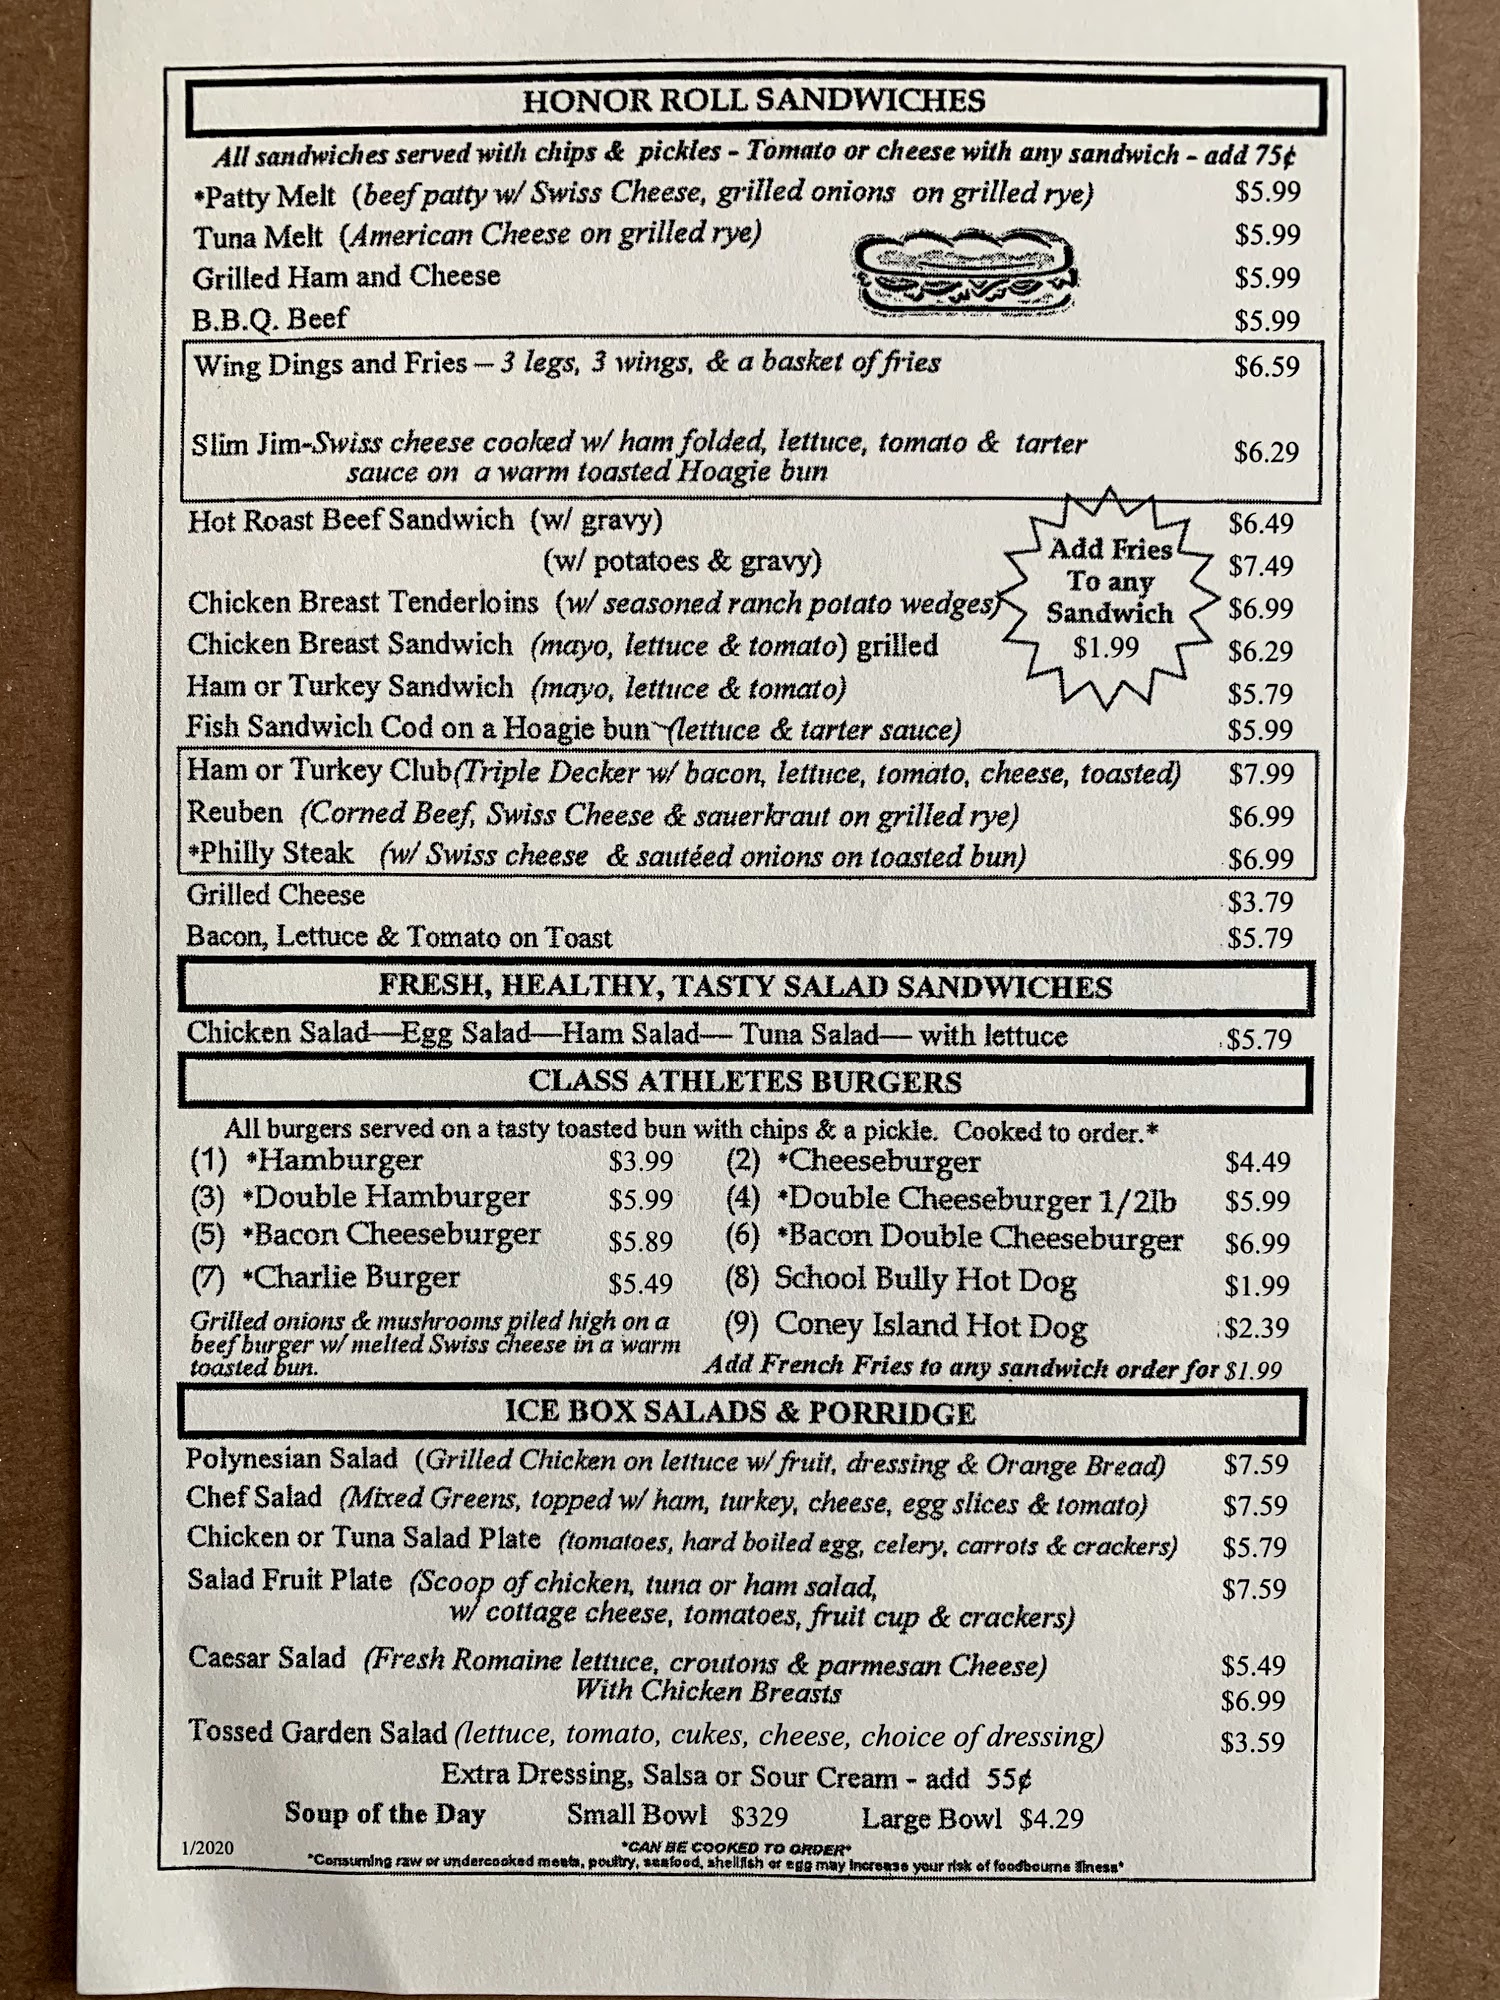 HONOR ROLL SANDWICHES
All sandwiches served with chips & pickles - Tomato or cheese with any sandwich - add 75¢
*Patty Melt (beef patty w/ Swiss Cheese, grilled onions on grilled rye) $5.99
Tuna Melt (American Cheese on grilled rye) $5.99
Grilled Ham and Cheese $5.99
B.B.Q. Beef $5.99
Wing Dings and Fries – 3 legs, 3 wings, & a basket of fries $6.59
Slim Jim-Swiss cheese cooked w/ ham folded, lettuce, tomato & tarter $6.29
sauce on a warm toasted Hoagie bun
Hot Roast Beef Sandwich (w/ gravy) $6.49
(w/ potatoes & gravy) $7.49
Chicken Breast Tenderloins (w/ seasoned ranch potato wedges) $6.99
Chicken Breast Sandwich (mayo, lettuce & tomato) grilled $6.29
Ham or Turkey Sandwich (mayo, lettuce & tomato) $5.79
Fish Sandwich Cod on a Hoagie bun (lettuce & tarter sauce) $5.99
Add Fries
To any
Sandwich
$1.99
Ham or Turkey Club(Triple Decker w/ bacon, lettuce, tomato, cheese, toasted) $7.99
Reuben (Corned Beef, Swiss Cheese & sauerkraut on grilled rye) $6.99
*Philly Steak (w/ Swiss cheese & sautéed onions on toasted bun) $6.99
Grilled Cheese $3.79
Bacon, Lettuce & Tomato on Toast $5.79
FRESH, HEALTHY, TASTY SALAD SANDWICHES
Chicken Salad—Egg Salad—Ham Salad— Tuna Salad— with lettuce $5.79
CLASS ATHLETES BURGERS
All burgers served on a tasty toasted bun with chips & a pickle. Cooked to order.*
(1) *Hamburger $3.99 (2) *Cheeseburger $4.49
(3) *Double Hamburger $5.99 (4) *Double Cheeseburger 1/2lb $5.99
(5) *Bacon Cheeseburger $5.89 (6) *Bacon Double Cheeseburger $6.99
(7) *Charlie Burger $5.49 (8) School Bully Hot Dog $1.99
Grilled onions & mushrooms piled high on a
beef burger w/ melted Swiss cheese in a warm
toasted bun.
(9) Coney Island Hot Dog $2.39
Add French Fries to any sandwich order for $1.99
ICE BOX SALADS & PORRIDGE
Polynesian Salad (Grilled Chicken on lettuce w/ fruit, dressing & Orange Bread) $7.59
Chef Salad (Mixed Greens, topped w/ ham, turkey, cheese, egg slices & tomato) $7.59
Chicken or Tuna Salad Plate (tomatoes, hard boiled egg, celery, carrots & crackers) $5.79
Salad Fruit Plate (Scoop of chicken, tuna or ham salad, $7.59
w/ cottage cheese, tomatoes, fruit cup & crackers)
Caesar Salad (Fresh Romaine lettuce, croutons & parmesan Cheese) $5.49
With Chicken Breasts $6.99
Tossed Garden Salad (lettuce, tomato, cukes, cheese, choice of dressing) $3.59
Extra Dressing, Salsa or Sour Cream - add 55¢
Soup of the Day Small Bowl $329 Large Bowl $4.29
1/2020
*CAN BE COOKED TO ORDER*
*Consuming raw or undercooked meats, poultry, seafood, shellfish or egg may increase your risk of foodbourne illness*